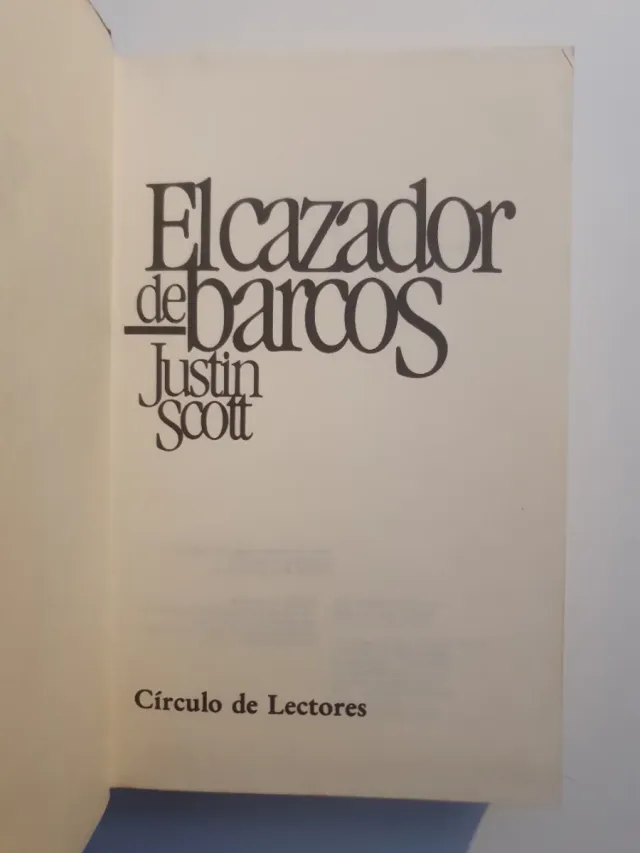 El cazador
de barcos
Justin
Scott
Círculo de Lectores